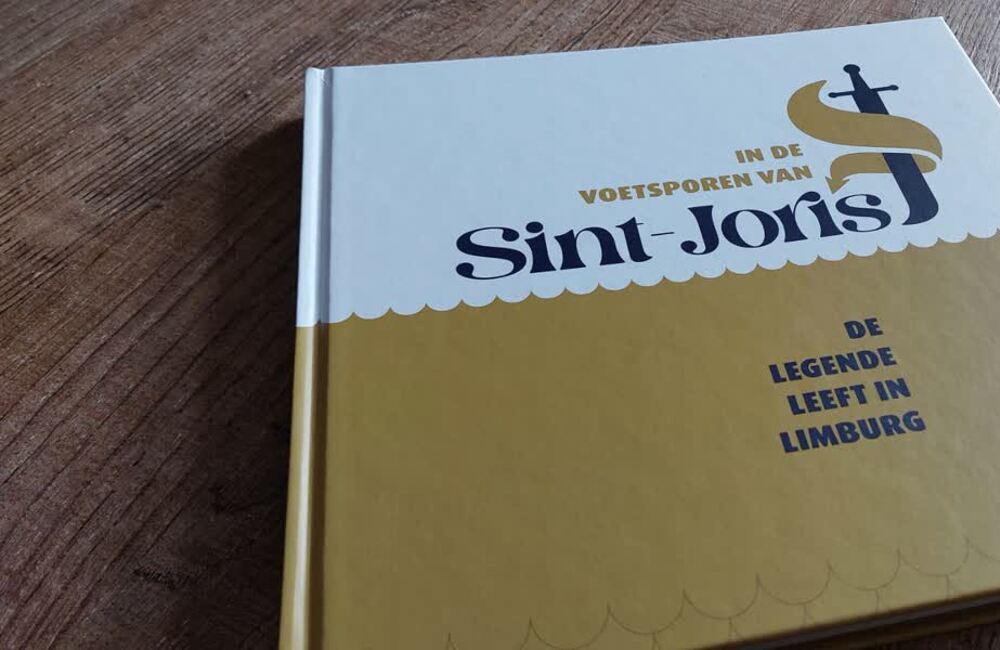 IN DE
VOETSPOREN VAN
Sint-Joris
DE
LEGENDE
LEEFT IN
LIMBURG